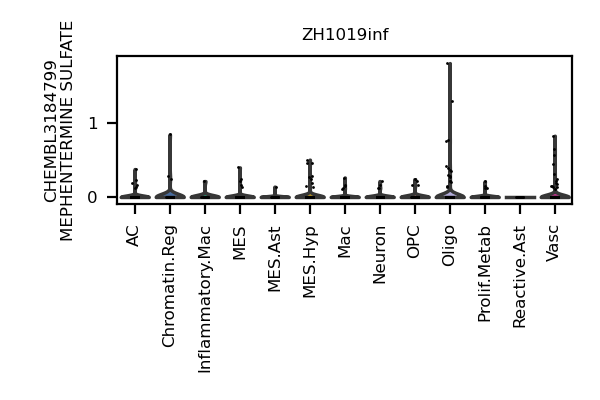 ZH1019inf
CHEMBL3184799
MEPHENTERMINE SULFATE
1
0
AC
Chromatin.Reg
Inflammatory.Mac
MES
MES.Ast
MES.Hyp
Mac
Neuron
OPC
Oligo
Prolif.Metab
Reactive.Ast
Vasc